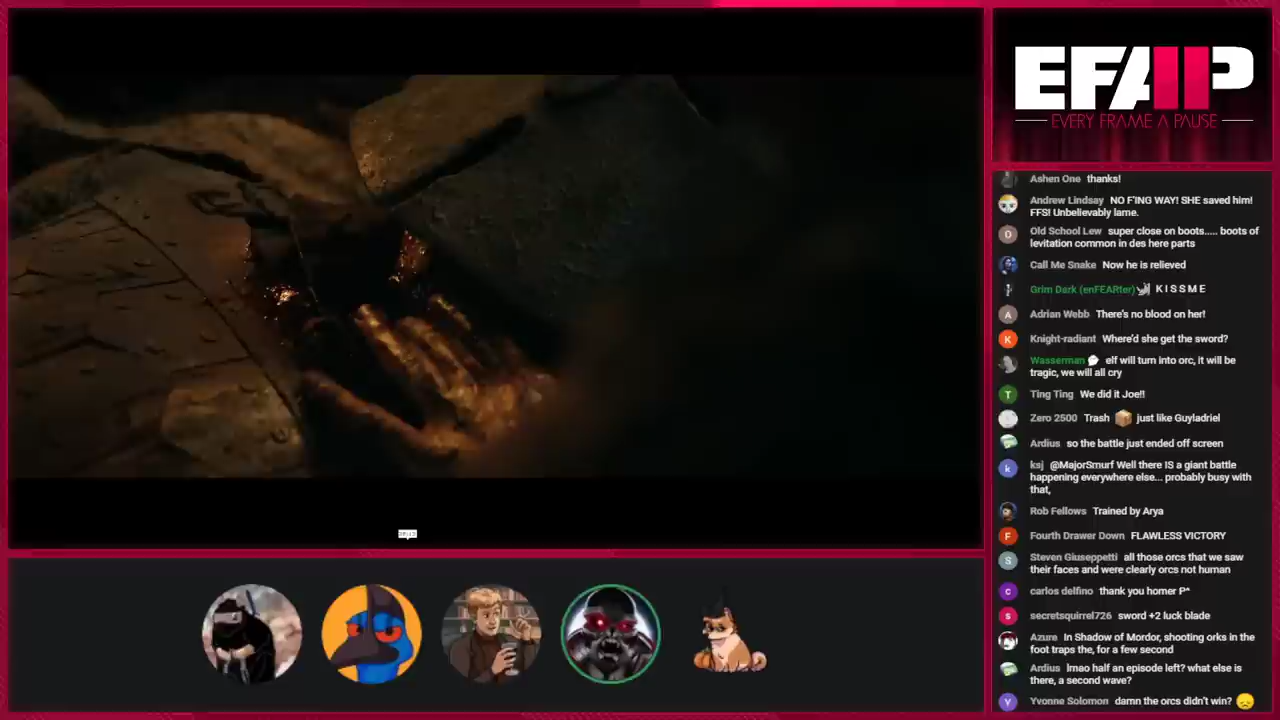 EFAP
EVERY FRAME A PAUSE
Ashen One thanks!
Andrew Lindsay NO F'ING WAY! SHE saved him!
FFS! Unbelievably lame.
Old School Lew super close on boots..... boots of
levitation common in des here parts
Call Me Snake Now he is relieved
Grim Dark (enFEARter) K I S S M E
Adrian Webb There's no blood on her!
Knight-radiant Where'd she get the sword?
Wasserman elf will turn into orc, it will be
tragic, we will all cry
Ting Ting We did it Joe!!
Zero 2500 Trash 📦 just like Guyladriel
Ardius so the battle just ended off screen
ksj @MajorSmurf Well there IS a giant battle
happening everywhere else... probably busy with
that,
Rob Fellows Trained by Arya
Fourth Drawer Down FLAWLESS VICTORY
Steven Giuseppetti all those orcs that we saw
their faces and were clearly orcs not human
carlos delfino thank you homer P^
secretsquirrel726 sword +2 luck blade
Azure In Shadow of Mordor, shooting orks in the
foot traps the, for a few second
Ardius lmao half an episode left? what else is
there, a second wave?
Yvonne Solomon damn the orcs didn't win? 😞